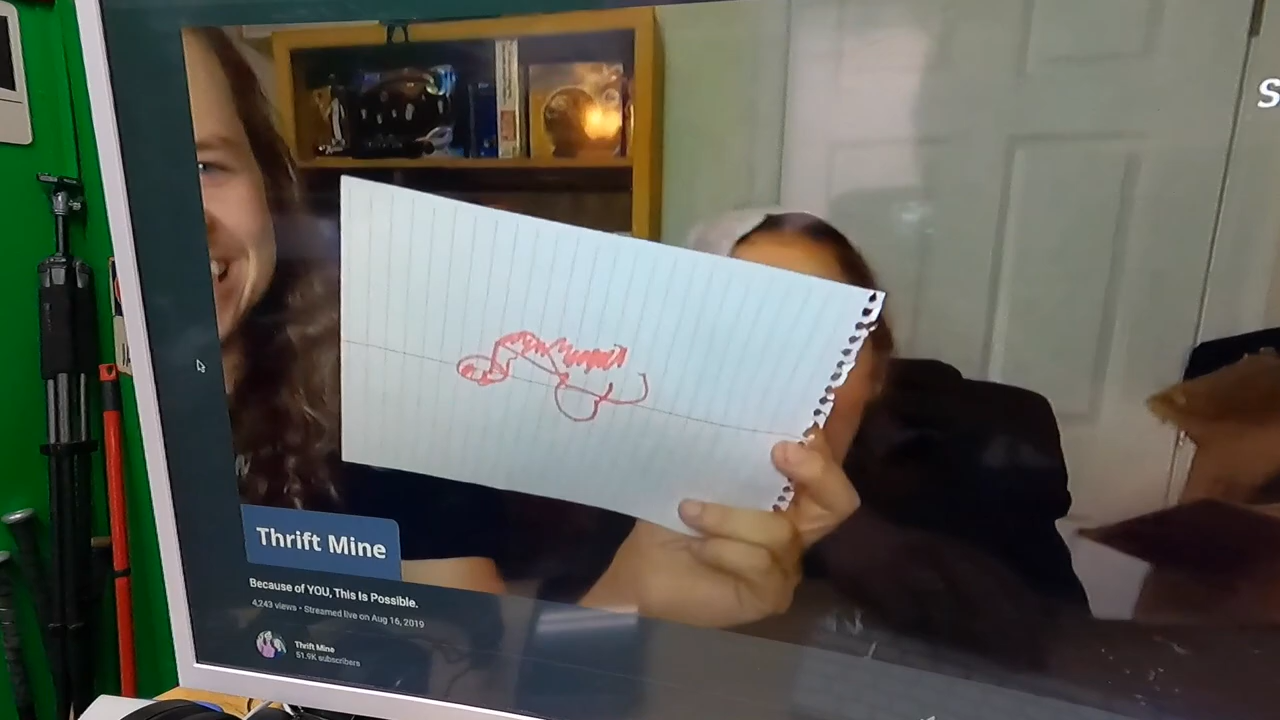 S
Thrift Mine
Because of YOU, This Is Possible.
4,243 views • Streamed live on Aug 16, 2019
Thrift Mine
51.9K subscribers